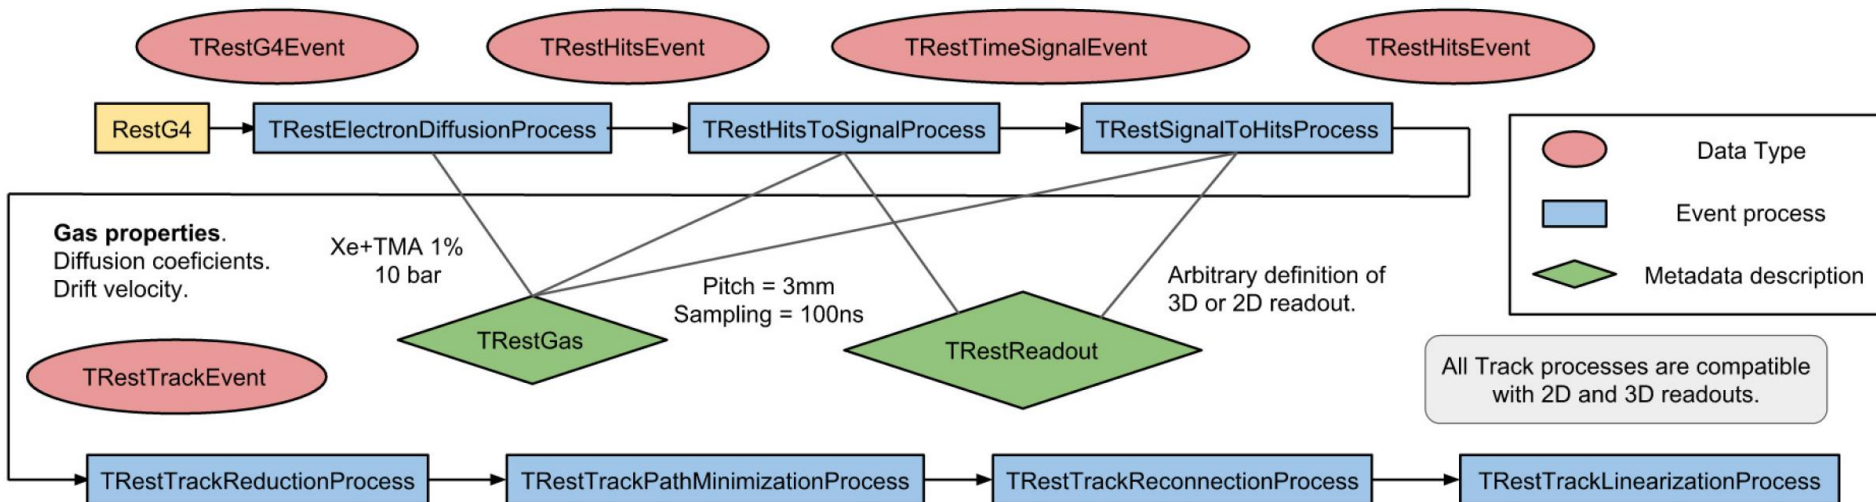 TRestG4Event
TRestHitsEvent
TRestTimeSignalEvent
TRestHitsEvent
RestG4
TRestElectronDiffusionProcess
TRestHitsToSignalProcess
TRestSignalToHitsProcess
Data Type
Event process
Metadata description
Gas properties.
Diffusion coeficients.
Drift velocity.
Xe+TMA 1%
10 bar
Pitch = 3mm
Sampling = 100ns
Arbitrary definition of
3D or 2D readout.
TRestGas
TRestReadout
TRestTrackEvent
All Track processes are compatible
with 2D and 3D readouts.
TRestTrackReductionProcess
TRestTrackPathMinimizationProcess
TRestTrackReconnectionProcess
TRestTrackLinearizationProcess